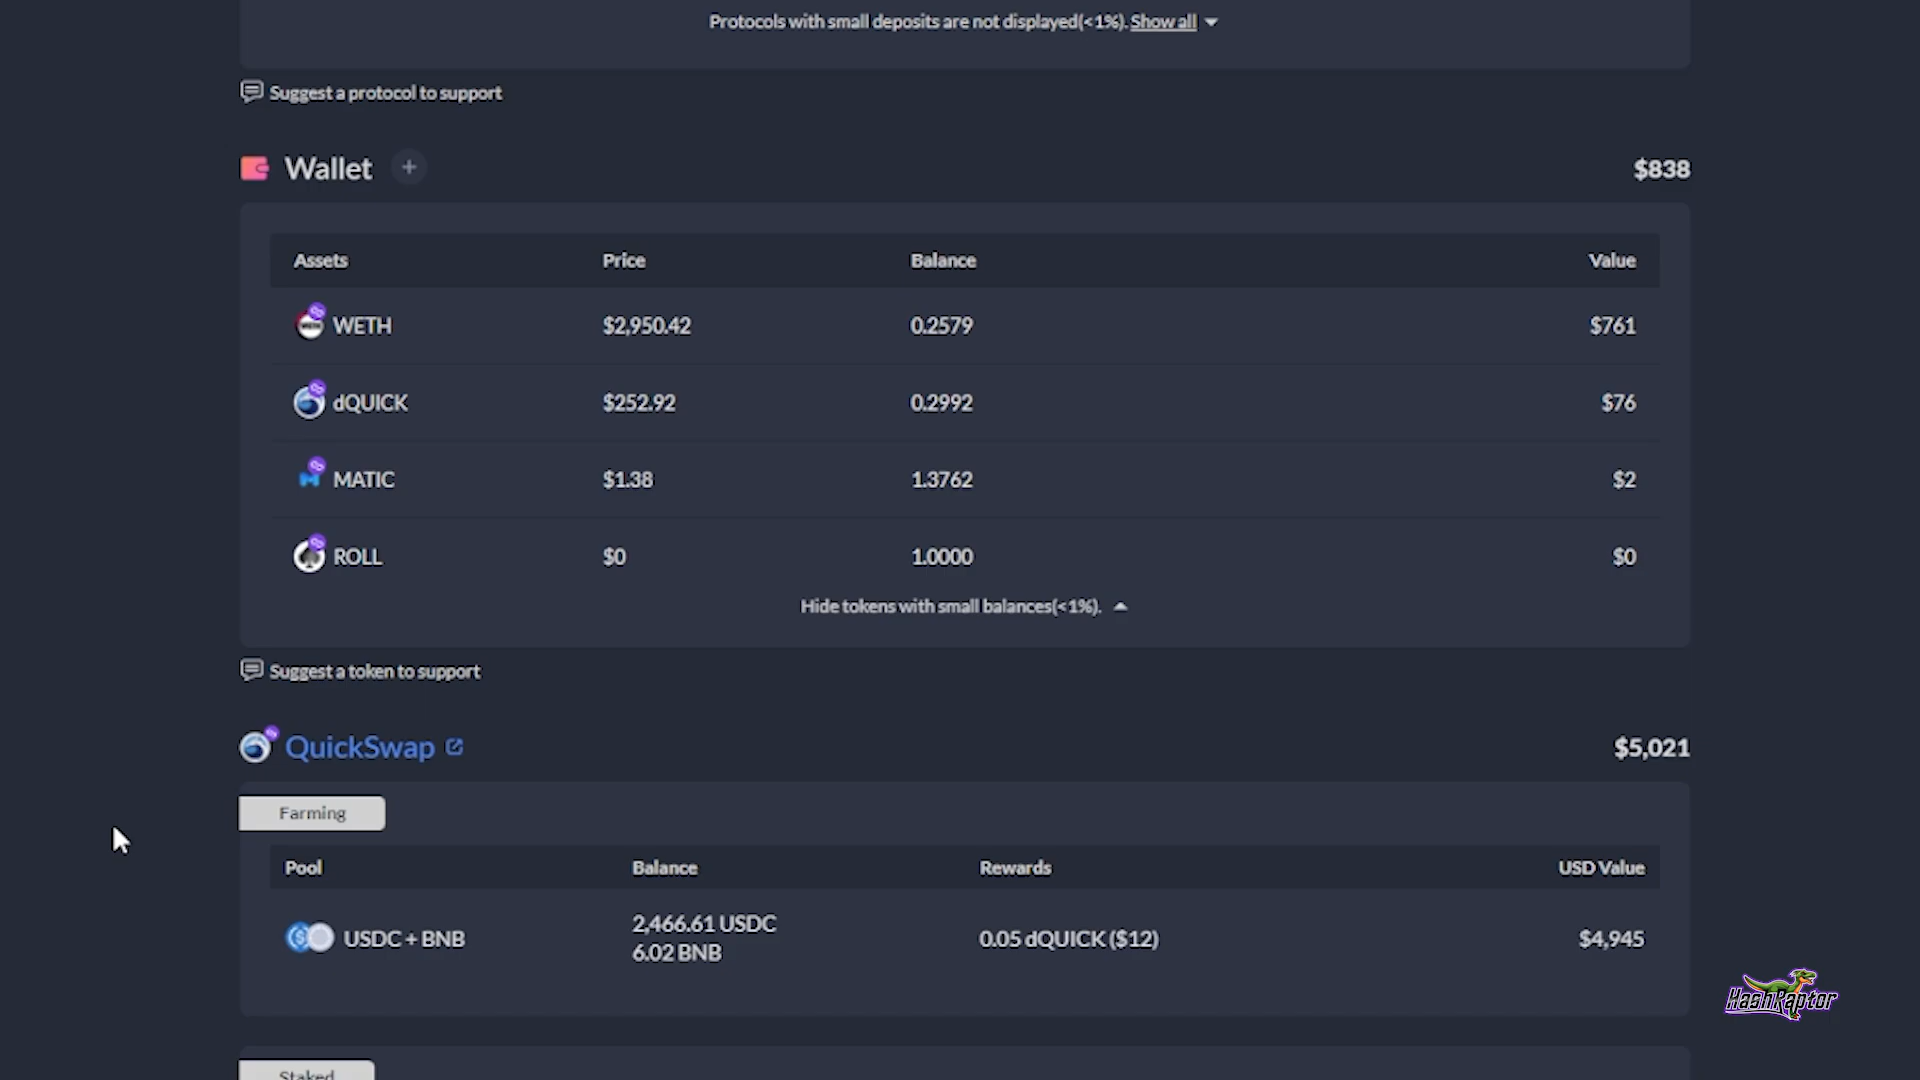 Protocols with small deposits are not displayed(<1%). Show all
Suggest a protocol to support
Wallet +
$838
Assets Price Balance Value
WETH $2,950.42 0.2579 $761
dQUICK $252.92 0.2992 $76
MATIC $1.38 1.3762 $2
ROLL $0 1.0000 $0
Hide tokens with small balances(<1%).
Suggest a token to support
QuickSwap
$5,021
Farming
Pool Balance Rewards USD Value
USDC + BNB 2,466.61 USDC 0.05 dQUICK ($12) $4,945
6.02 BNB
HashRaptor
Staked